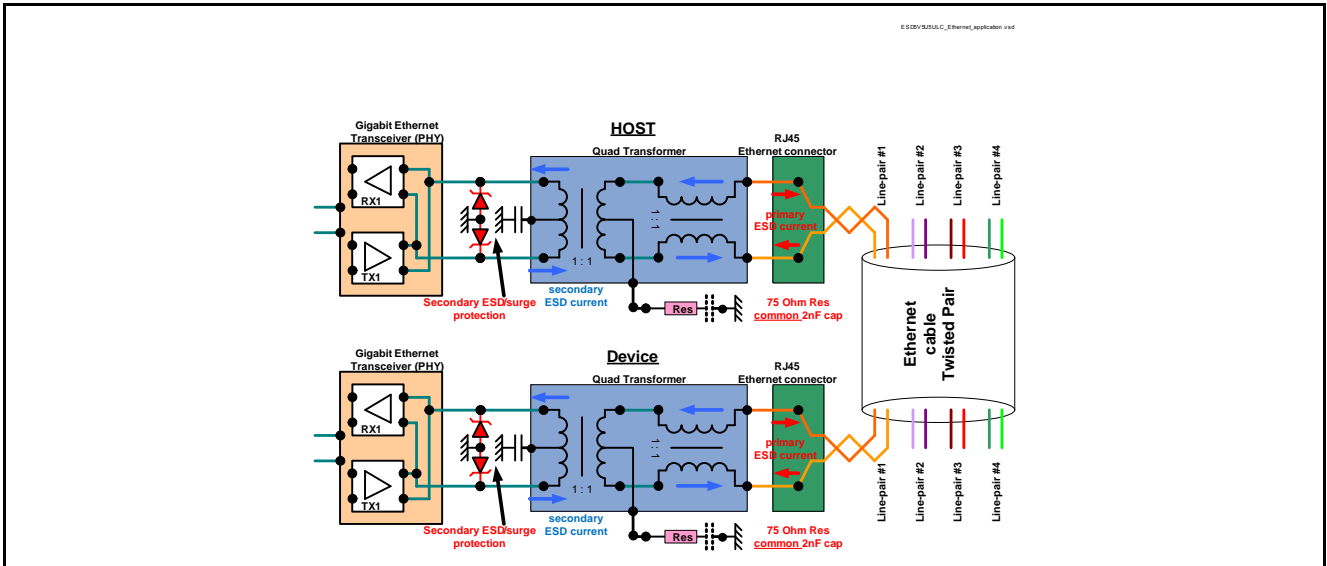 ESD5V5U5ULC_Ethernet_application.vsd
HOST
Gigabit Ethernet
Transceiver (PHY)
Quad Transformer
RJ45
Ethernet connector
RX1
TX1
1 : 1
1 : 1
primary
ESD current
secondary
ESD current
Secondary ESD/surge
protection
Res
75 Ohm Res
common 2nF cap
Line-pair #1
Line-pair #2
Line-pair #3
Line-pair #4
Ethernet
cable
Twisted Pair
Device
Gigabit Ethernet
Transceiver (PHY)
Quad Transformer
RJ45
Ethernet connector
RX1
TX1
1 : 1
1 : 1
primary
ESD current
secondary
ESD current
Secondary ESD/surge
protection
Res
75 Ohm Res
common 2nF cap
Line-pair #1
Line-pair #2
Line-pair #3
Line-pair #4